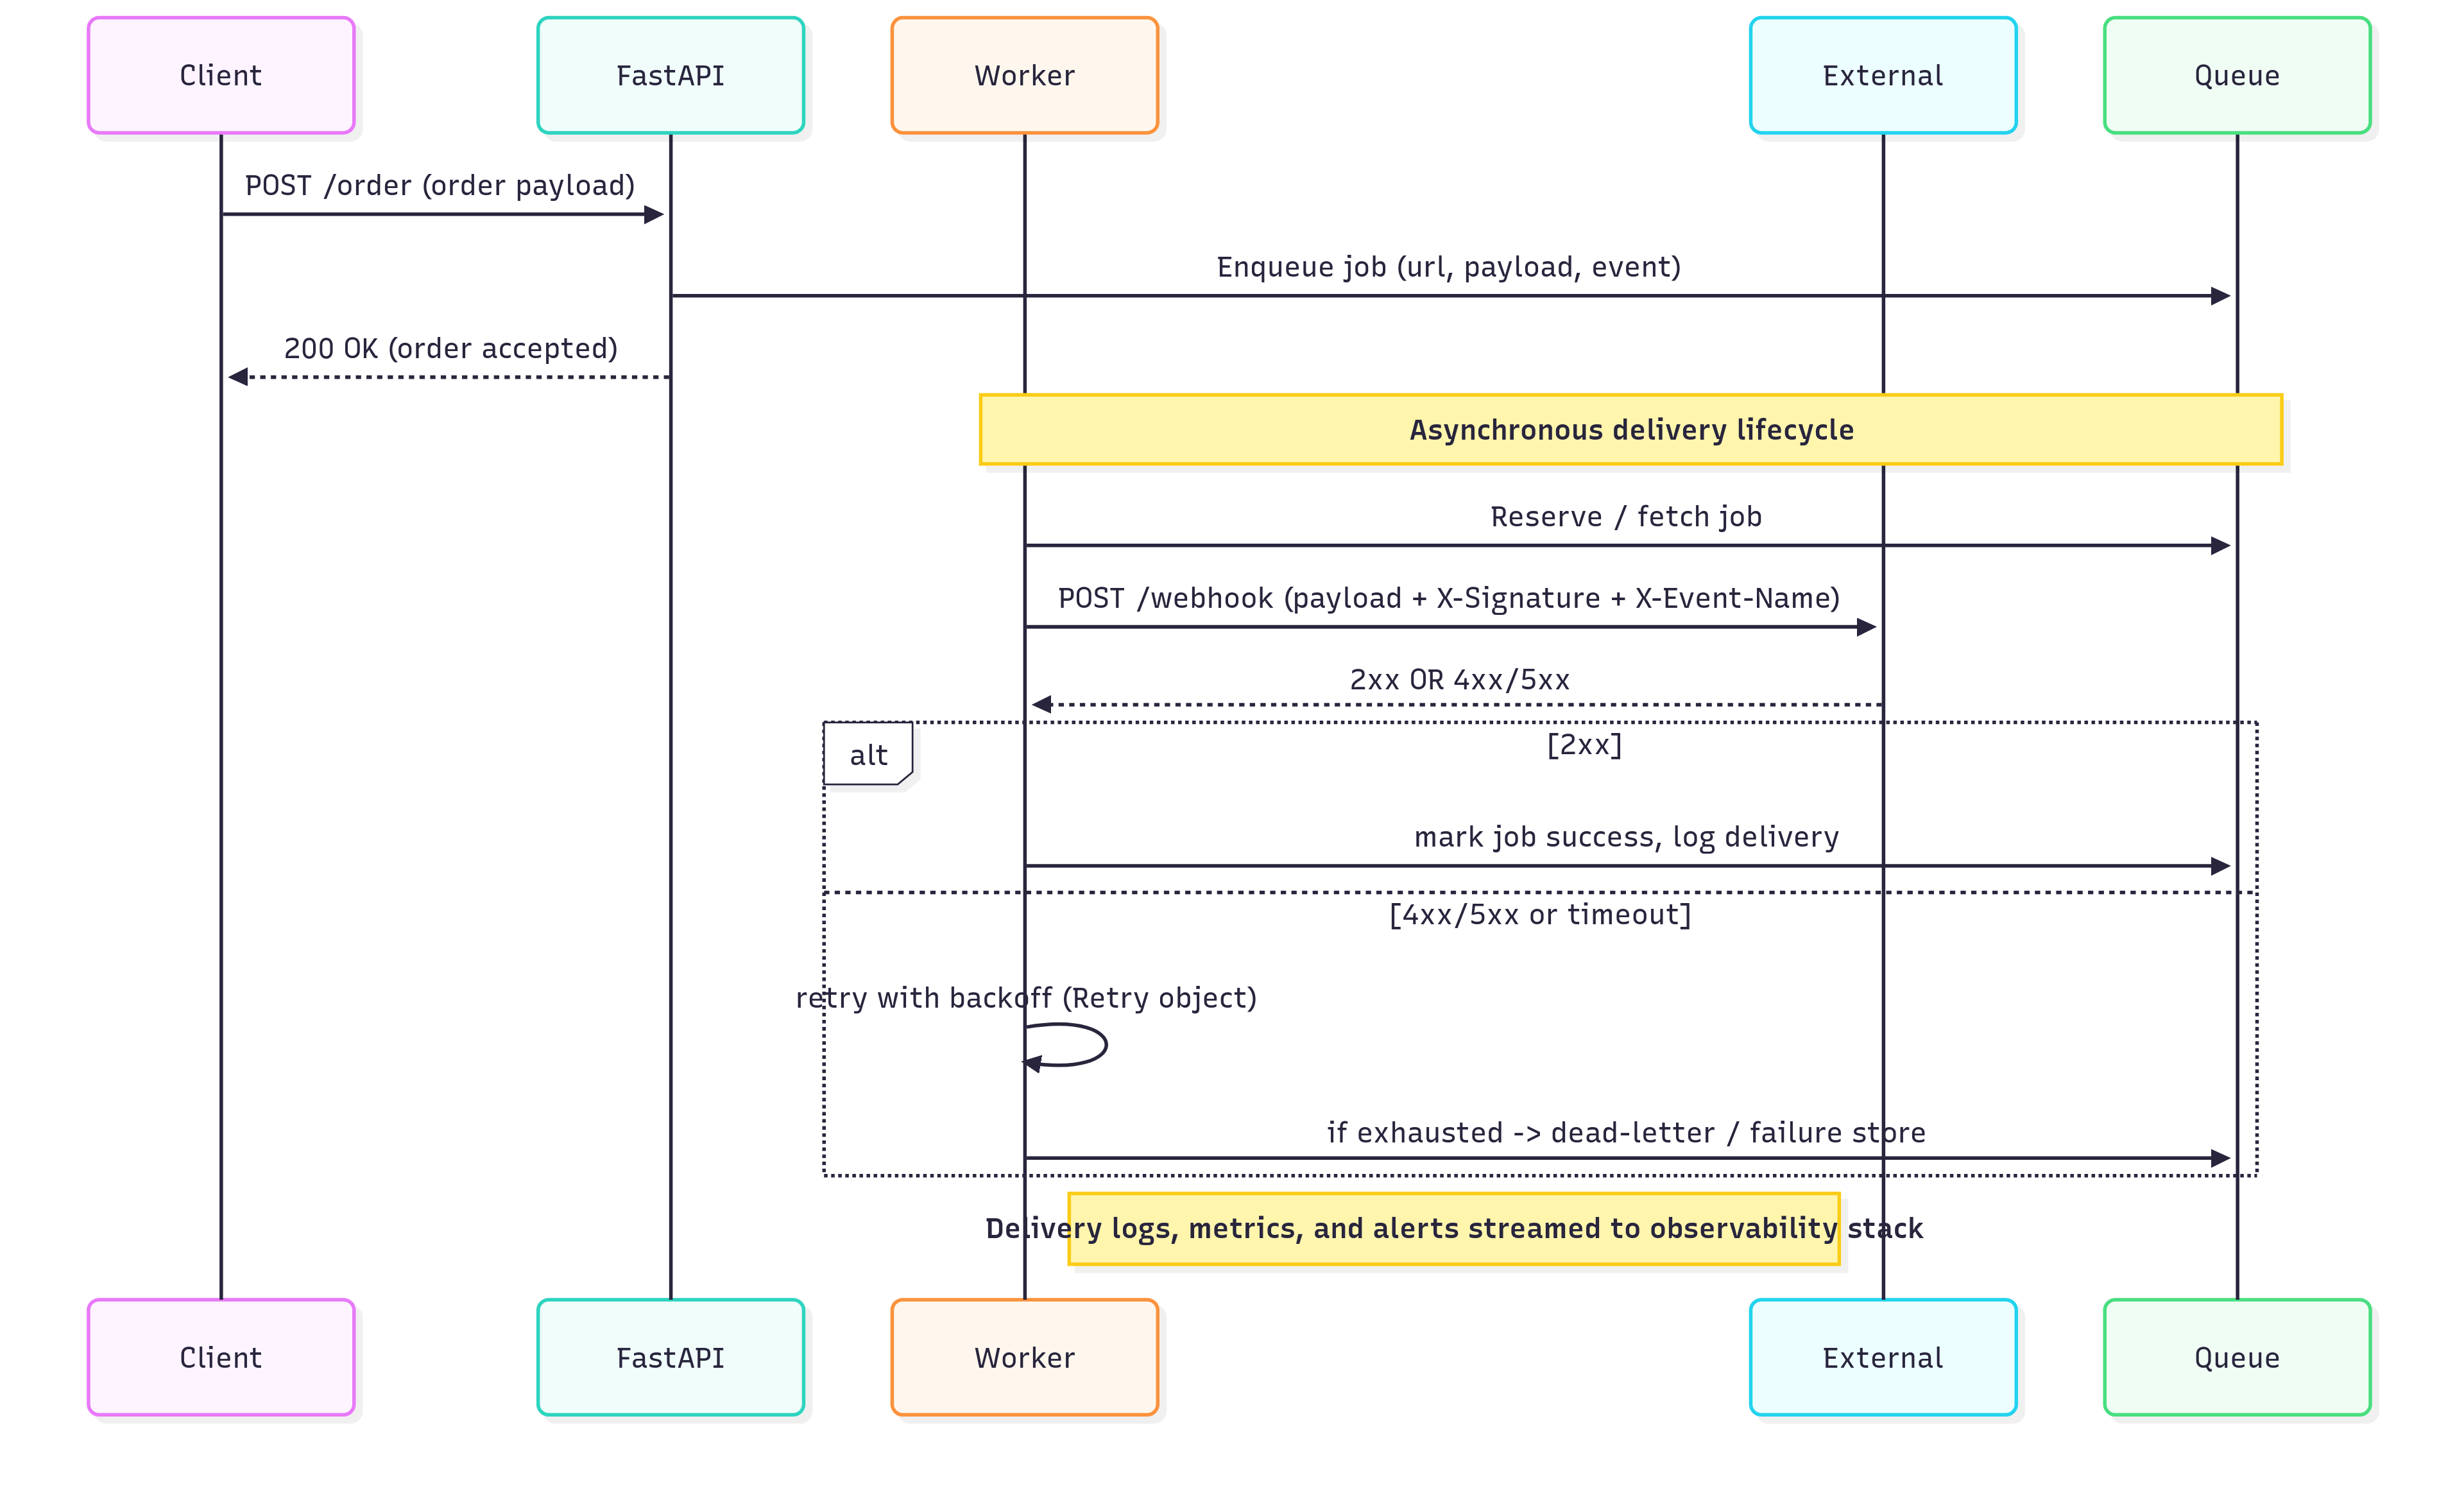 Client
FastAPI
Worker
External
Queue
POST /order (order payload)
Enqueue job (url, payload, event)
200 OK (order accepted)
Asynchronous delivery lifecycle
Reserve / fetch job
POST /webhook (payload + X-Signature + X-Event-Name)
2xx OR 4xx/5xx
alt
[2xx]
mark job success, log delivery
[4xx/5xx or timeout]
retry with backoff (Retry object)
if exhausted -> dead-letter / failure store
Delivery logs, metrics, and alerts streamed to observability stack
Client
FastAPI
Worker
External
Queue